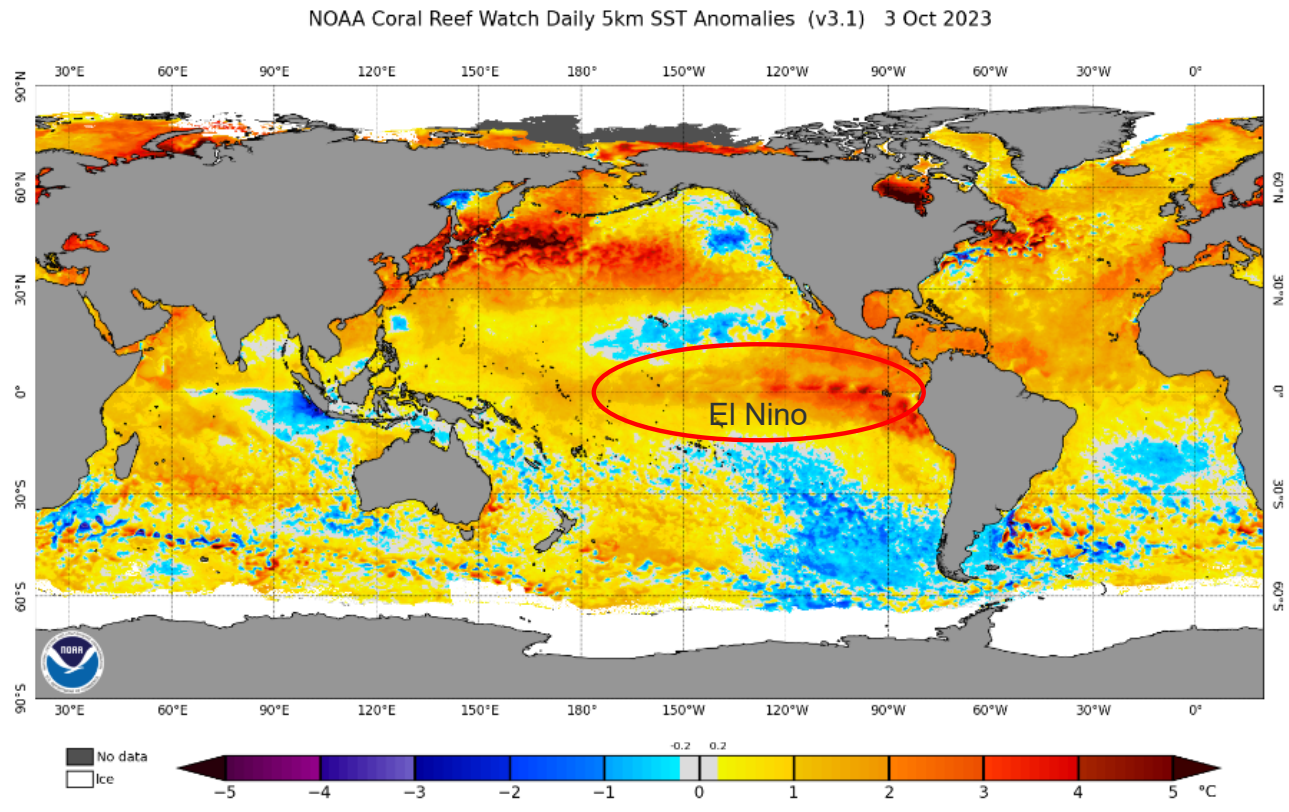 NOAA Coral Reef Watch Daily 5km SST Anomalies (v3.1) 3 Oct 2023
30°E 60°E 90°E 120°E 150°E 180° 150°W 120°W 90°W 60°W 30°W 0°
90°N 
60°N 60°N
30°N 30°N
0° 0°
El Nino
30°S 30°S
60°S 60°S
NOAA
90°S
30°E 60°E 90°E 120°E 150°E 180° 150°W 120°W 90°W 60°W 30°W 0°
-0.2 0.2
No data
Ice
−5 −4 −3 −2 −1 0 1 2 3 4 5 °C